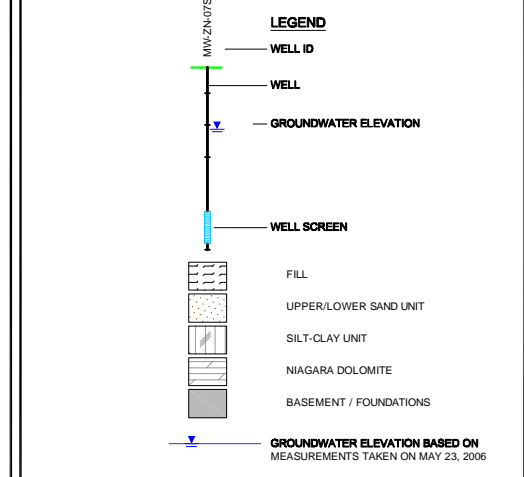 MW-ZN-07S
LEGEND
WELL ID
WELL
GROUNDWATER ELEVATION
WELL SCREEN
FILL
UPPER/LOWER SAND UNIT
SILT-CLAY UNIT
NIAGARA DOLOMITE
BASEMENT / FOUNDATIONS
GROUNDWATER ELEVATION BASED ON
MEASUREMENTS TAKEN ON MAY 23, 2006